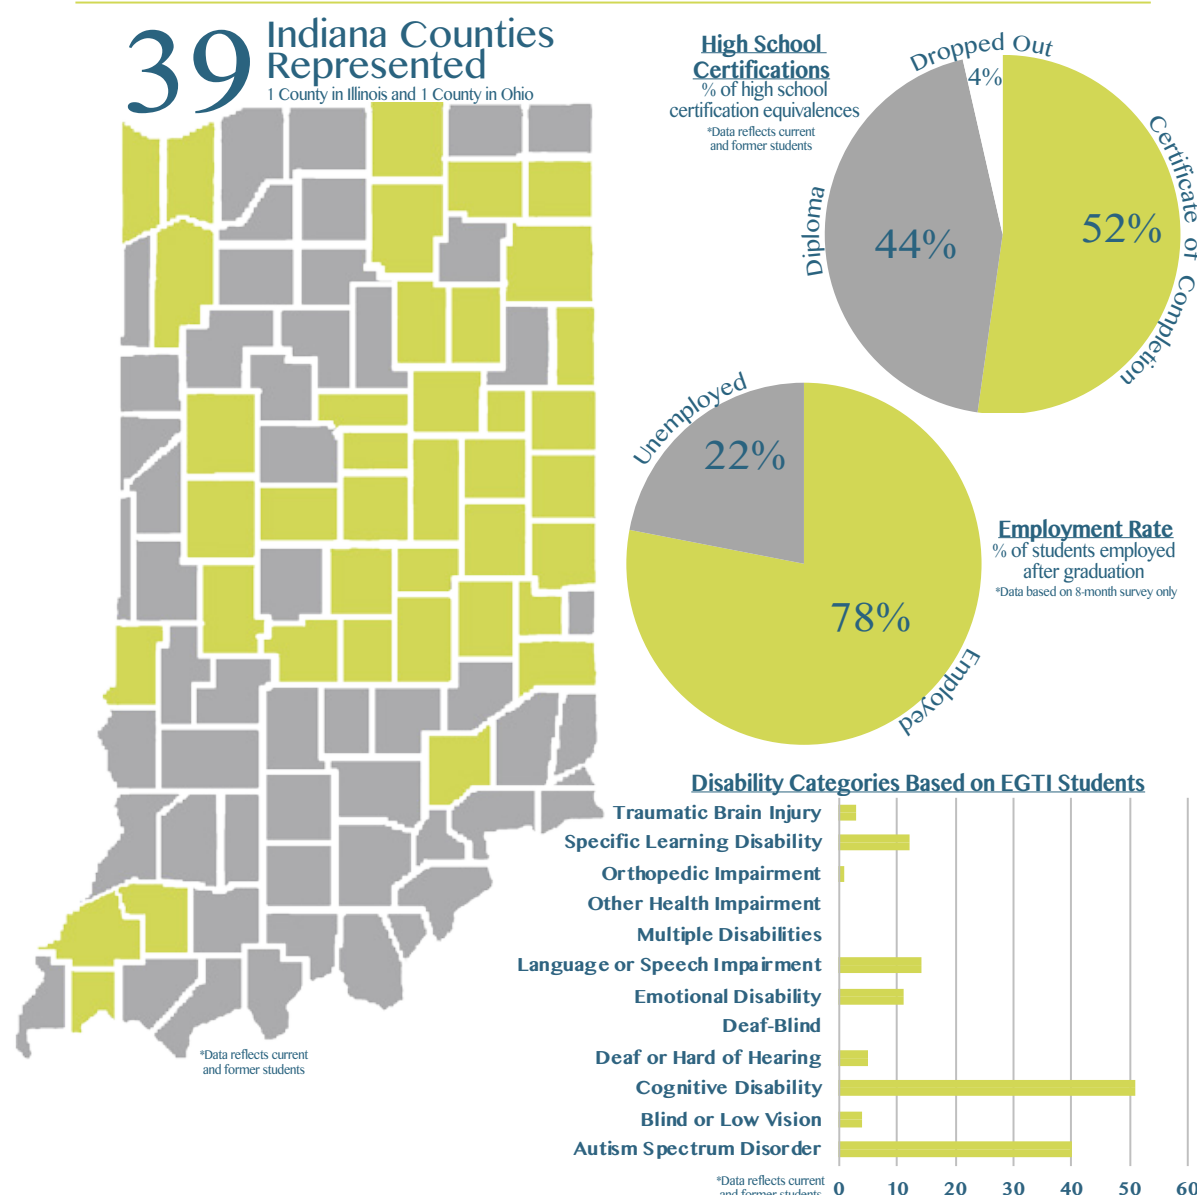 39
Indiana Counties
Represented
1 County in Illinois and 1 County in Ohio
*Data reflects current
and former students
High School
Certifications
% of high school
certification equivalences
*Data reflects current
and former students
Dropped Out
4%
Diploma
44%
52%
Certificate or Completion
Unemployed
22%
78%
Employed
Employment Rate
% of students employed
after graduation
*Data based on 8-month survey only
Disability Categories Based on EGTI Students
Traumatic Brain Injury
Specific Learning Disability
Orthopedic Impairment
Other Health Impairment
Multiple Disabilities
Language or Speech Impairment
Emotional Disability
Deaf-Blind
Deaf or Hard of Hearing
Cognitive Disability
Blind or Low Vision
Autism Spectrum Disorder
0 10 20 30 40 50 60
*Data reflects current
and former students